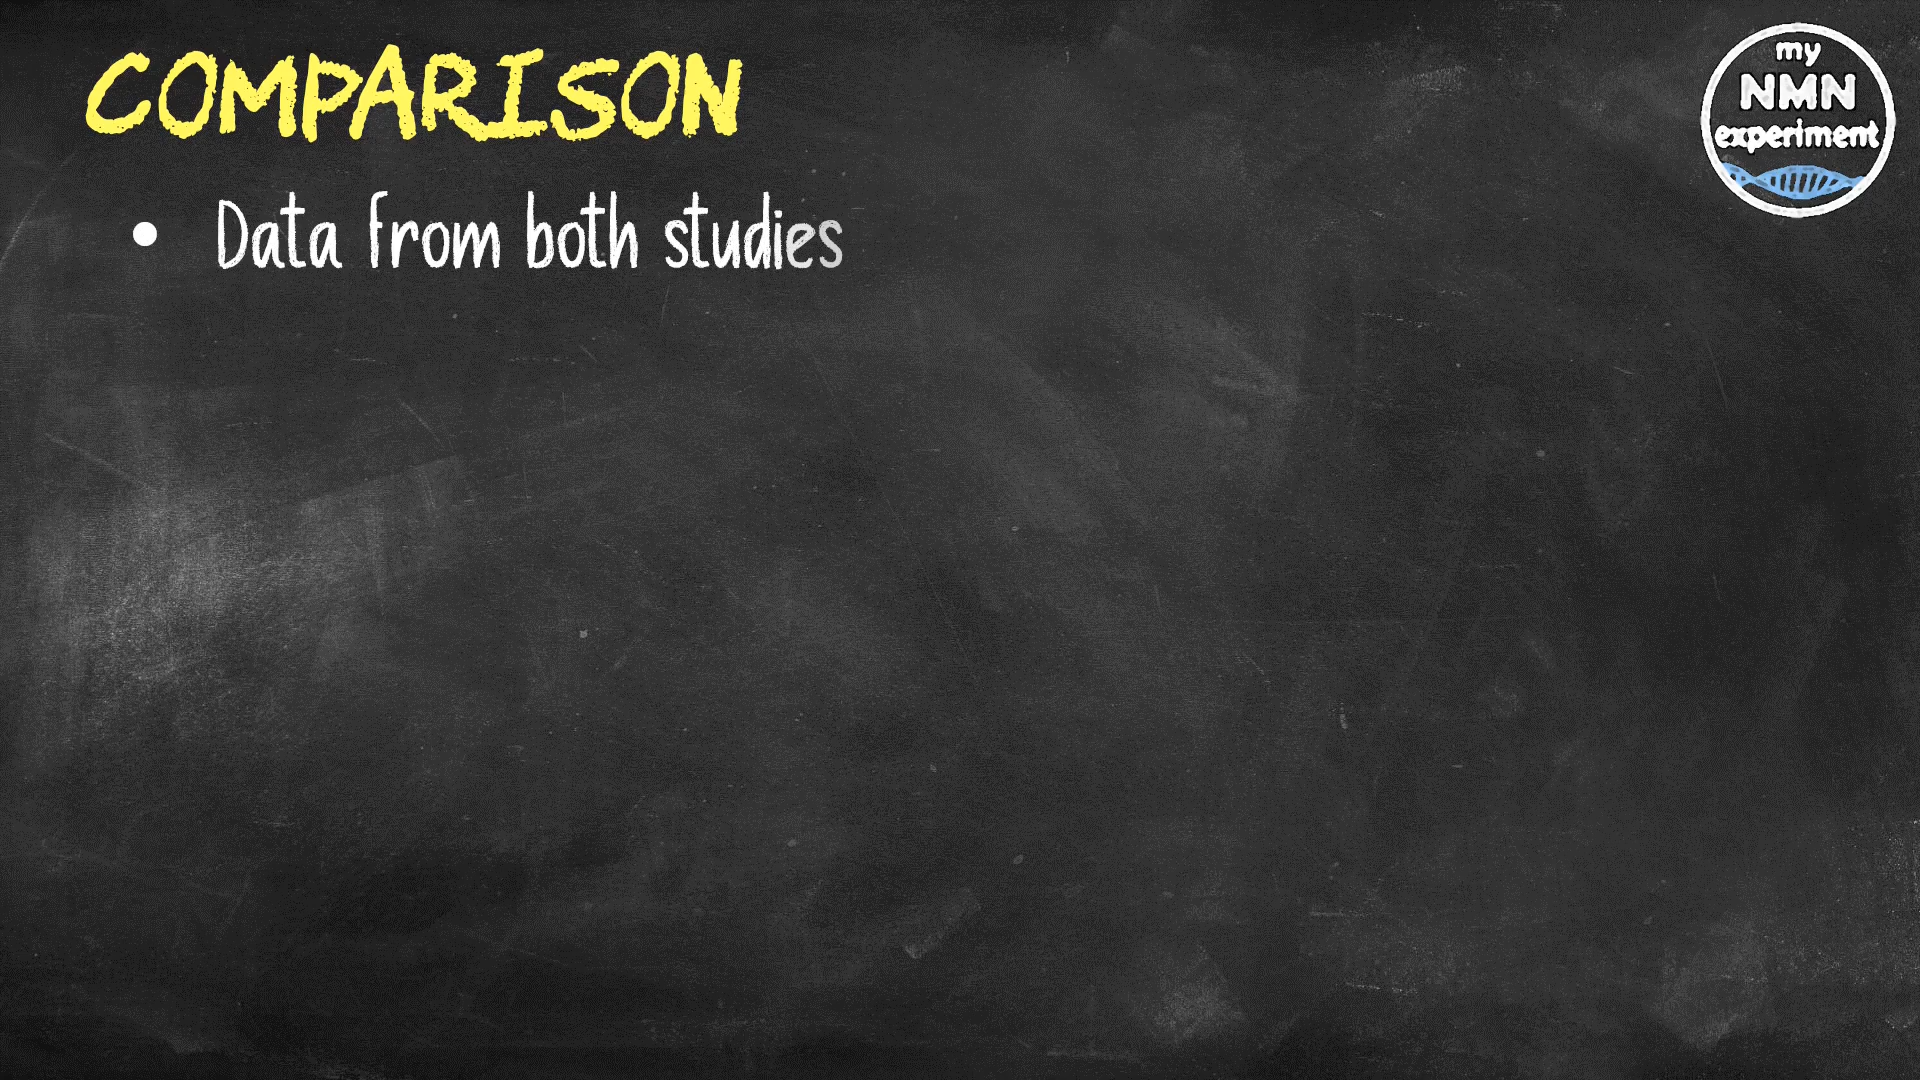 COMPARISON
• Data from both studies
my
NMN
experiment